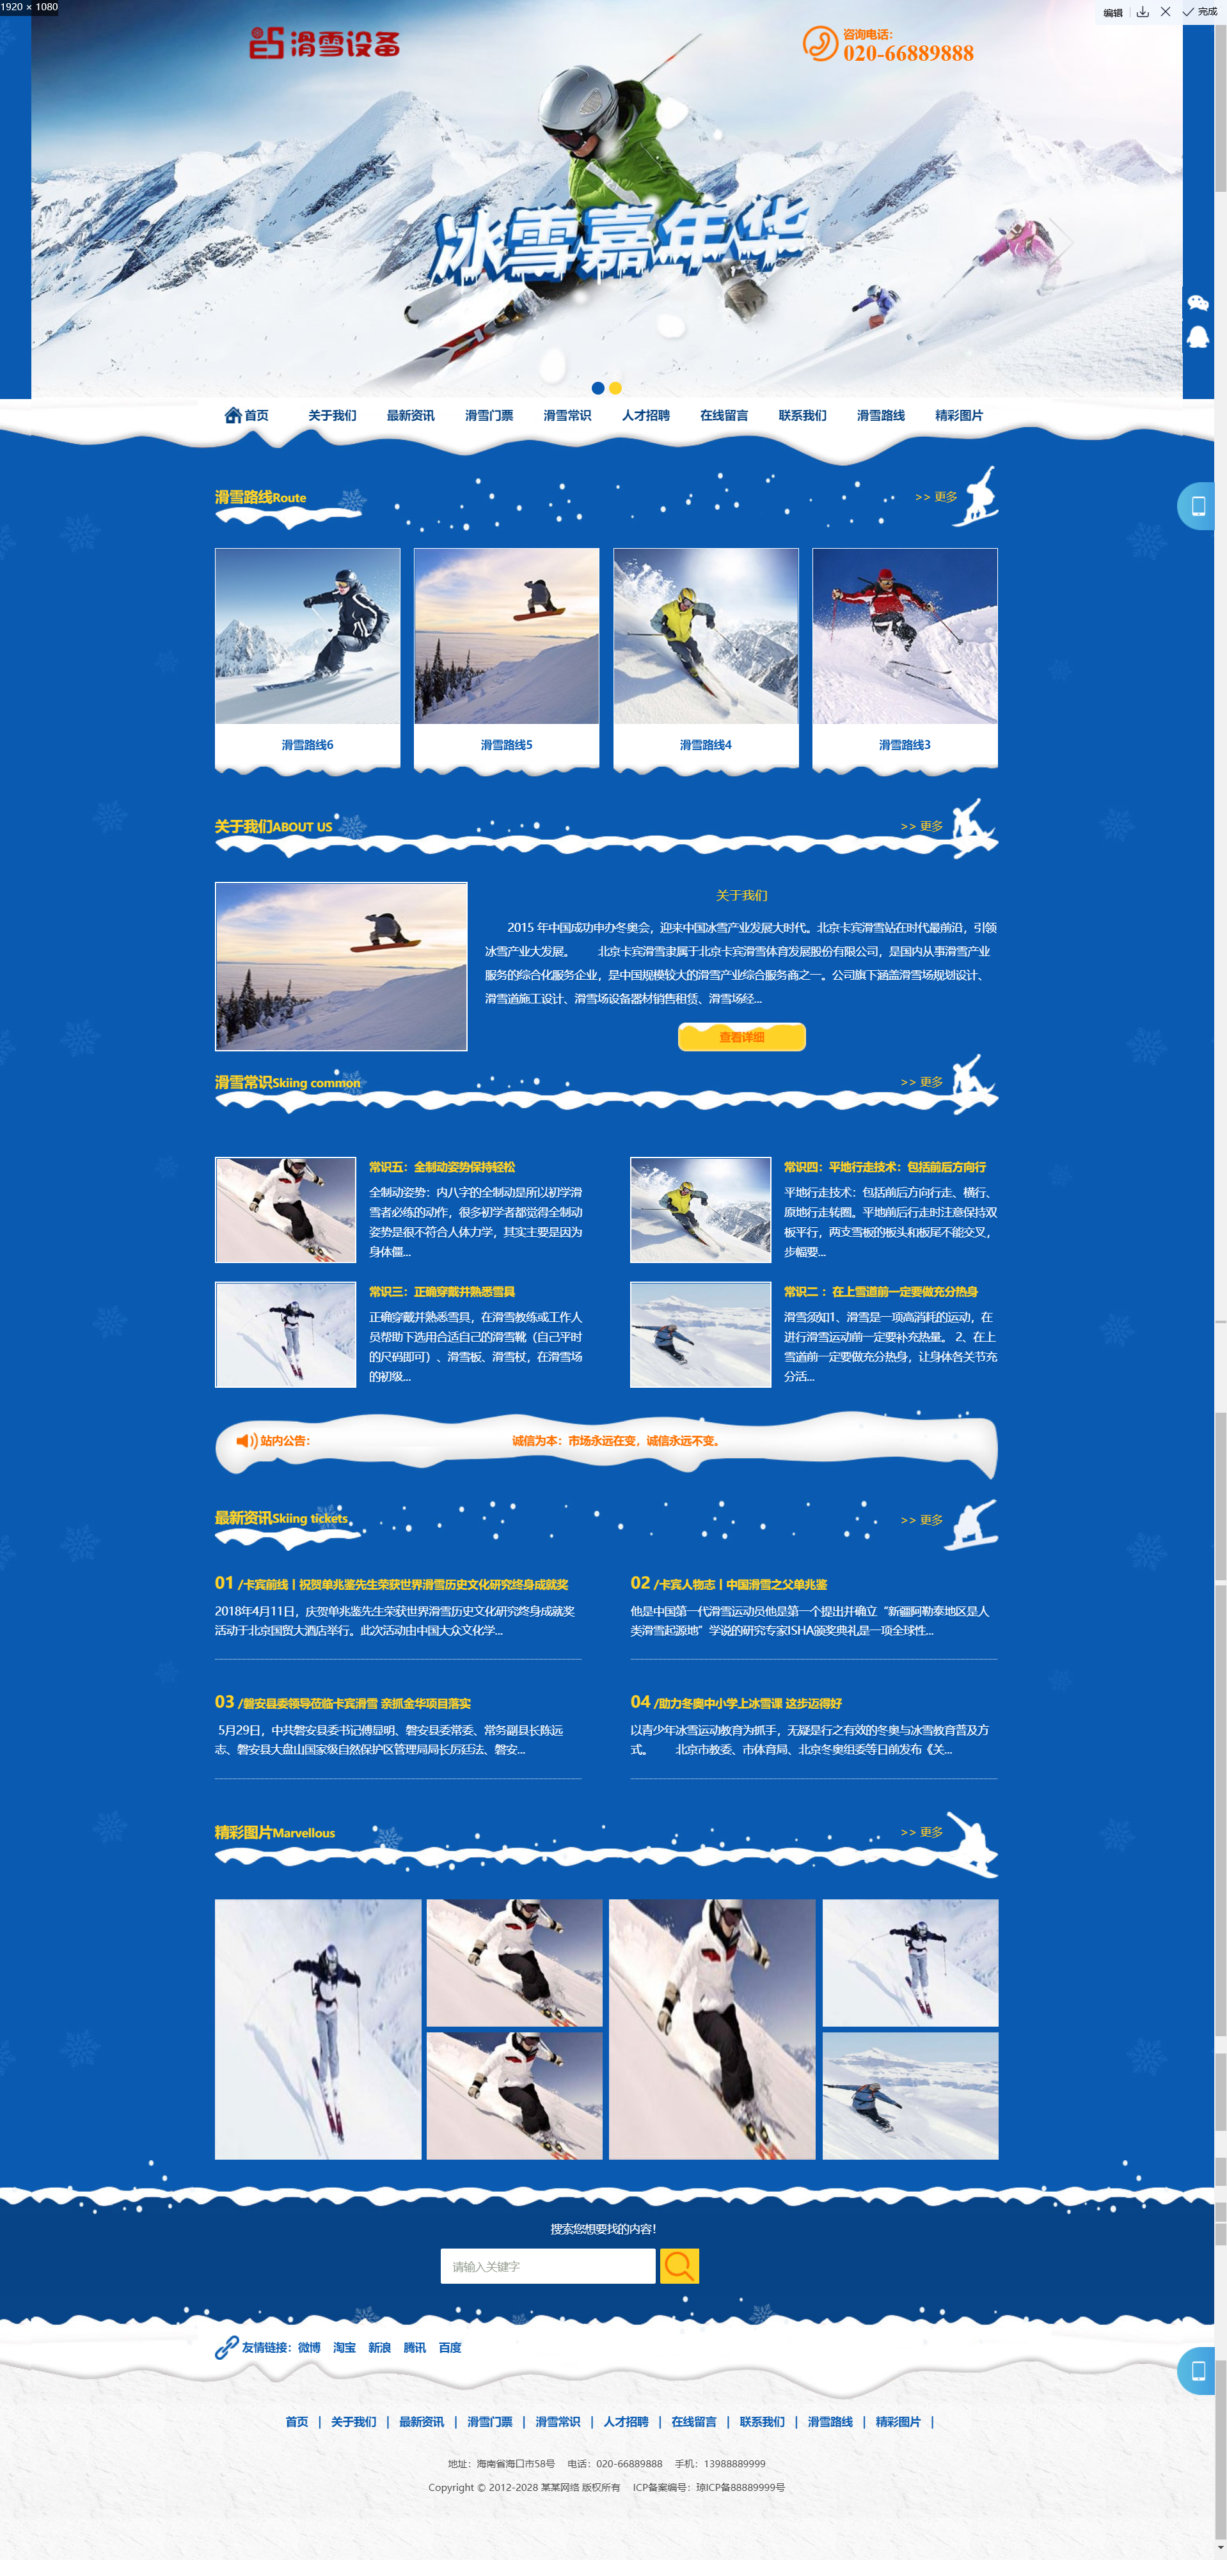 1920 × 1080
编辑
完成
滑雪设备
咨询电话：
020-66889888
冰雪嘉年华
首页 关于我们 最新资讯 滑雪门票 滑雪常识 人才招聘 在线留言 联系我们 滑雪路线 精彩图片
滑雪路线Route
>> 更多
滑雪路线6
滑雪路线5
滑雪路线4
滑雪路线3
关于我们ABOUT US
>> 更多
关于我们
2015 年中国成功申办冬奥会，迎来中国冰雪产业发展大时代。北京卡宾滑雪站在时代最前沿，引领
冰雪产业大发展。 北京卡宾滑雪隶属于北京卡宾滑雪体育发展股份有限公司，是国内从事滑雪产业
服务的综合化服务企业，是中国规模较大的滑雪产业综合服务商之一。公司旗下涵盖滑雪场规划设计、
滑雪道施工设计、滑雪场设备器材销售租赁、滑雪场经...
查看详细
滑雪常识Skiing common
>> 更多
常识五：全制动姿势保持轻松
全制动姿势：内八字的全制动是所以初学滑
雪者必练的动作，很多初学者都觉得全制动
姿势是很不符合人体力学，其实主要是因为
身体僵...
常识四：平地行走技术：包括前后方向行
平地行走技术：包括前后方向行走、横行、
原地行走转圈。平地前后行走时注意保持双
板平行，两支雪板的板头和板尾不能交叉，
步幅要...
常识三：正确穿戴并熟悉雪具
正确穿戴并熟悉雪具，在滑雪教练或工作人
员帮助下选用合适自己的滑雪靴（自己平时
的尺码即可）、滑雪板、滑雪杖，在滑雪场
的初级...
常识二 ：在上雪道前一定要做充分热身
滑雪须知1、滑雪是一项高消耗的运动，在
进行滑雪运动前一定要补充热量。 2、在上
雪道前一定要做充分热身，让身体各关节充
分活...
站内公告：
诚信为本：市场永远在变，诚信永远不变。
最新资讯Skiing tickets
>> 更多
01 /卡宾前线丨祝贺单兆鉴先生荣获世界滑雪历史文化研究终身成就奖
2018年4月11日，庆贺单兆鉴先生荣获世界滑雪历史文化研究终身成就奖
活动于北京国贸大酒店举行。此次活动由中国大众文化学...
02 /卡宾人物志丨中国滑雪之父单兆鉴
他是中国第一代滑雪运动员他是第一个提出并确立“新疆阿勒泰地区是人
类滑雪起源地”学说的研究专家ISHA颁奖典礼是一项全球性...
03 /磐安县委领导莅临卡宾滑雪 亲抓金华项目落实
5月29日，中共磐安县委书记傅显明、磐安县委常委、常务副县长陈远
志、磐安县大盘山国家级自然保护区管理局局长厉廷法、磐安...
04 /助力冬奥中小学上冰雪课 这步迈得好
以青少年冰雪运动教育为抓手，无疑是行之有效的冬奥与冰雪教育普及方
式。 北京市教委、市体育局、北京冬奥组委等日前发布《关...
精彩图片Marvellous
>> 更多
搜索您想要找的内容！
请输入关键字
友情链接：微博 淘宝 新浪 腾讯 百度
首页 | 关于我们 | 最新资讯 | 滑雪门票 | 滑雪常识 | 人才招聘 | 在线留言 | 联系我们 | 滑雪路线 | 精彩图片 |
地址：海南省海口市58号 电话：020-66889888 手机：13988889999
Copyright © 2012-2028 某某网络 版权所有 ICP备案编号：琼ICP备88889999号